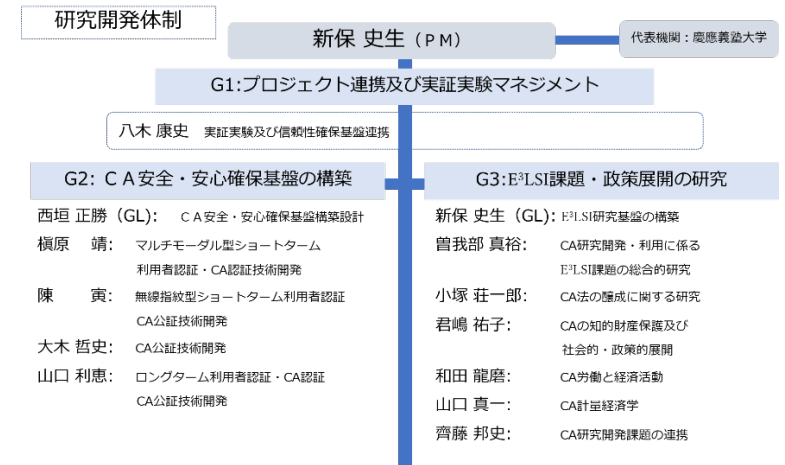 研究開発体制
新保 史生（ＰＭ）
代表機関：慶應義塾大学
G1:プロジェクト連携及び実証実験マネジメント
八木 康史 実証実験及び信頼性確保基盤連携
G2: ＣＡ安全・安心確保基盤の構築
西垣 正勝（GL): ＣＡ安全・安心確保基盤構築設計
槇原 靖: マルチモーダル型ショートターム
利用者認証・CA認証技術開発
陳 寅: 無線指紋型ショートターム利用者認証
CA公証技術開発
大木 哲史: CA公証技術開発
山口 利恵: ロングターム利用者認証・CA認証
CA公証技術開発
G3:E³LSI課題・政策展開の研究
新保 史生（GL): E³LSI研究基盤の構築
曽我部 真裕: CA研究開発・利用に係る
E³LSI課題の総合的研究
小塚 荘一郎: CA法の醸成に関する研究
君嶋 祐子: CAの知的財産保護及び
社会的・政策的展開
和田 龍磨: CA労働と経済活動
山口 真一: CA計量経済学
齊藤 邦史: CA研究開発課題の連携